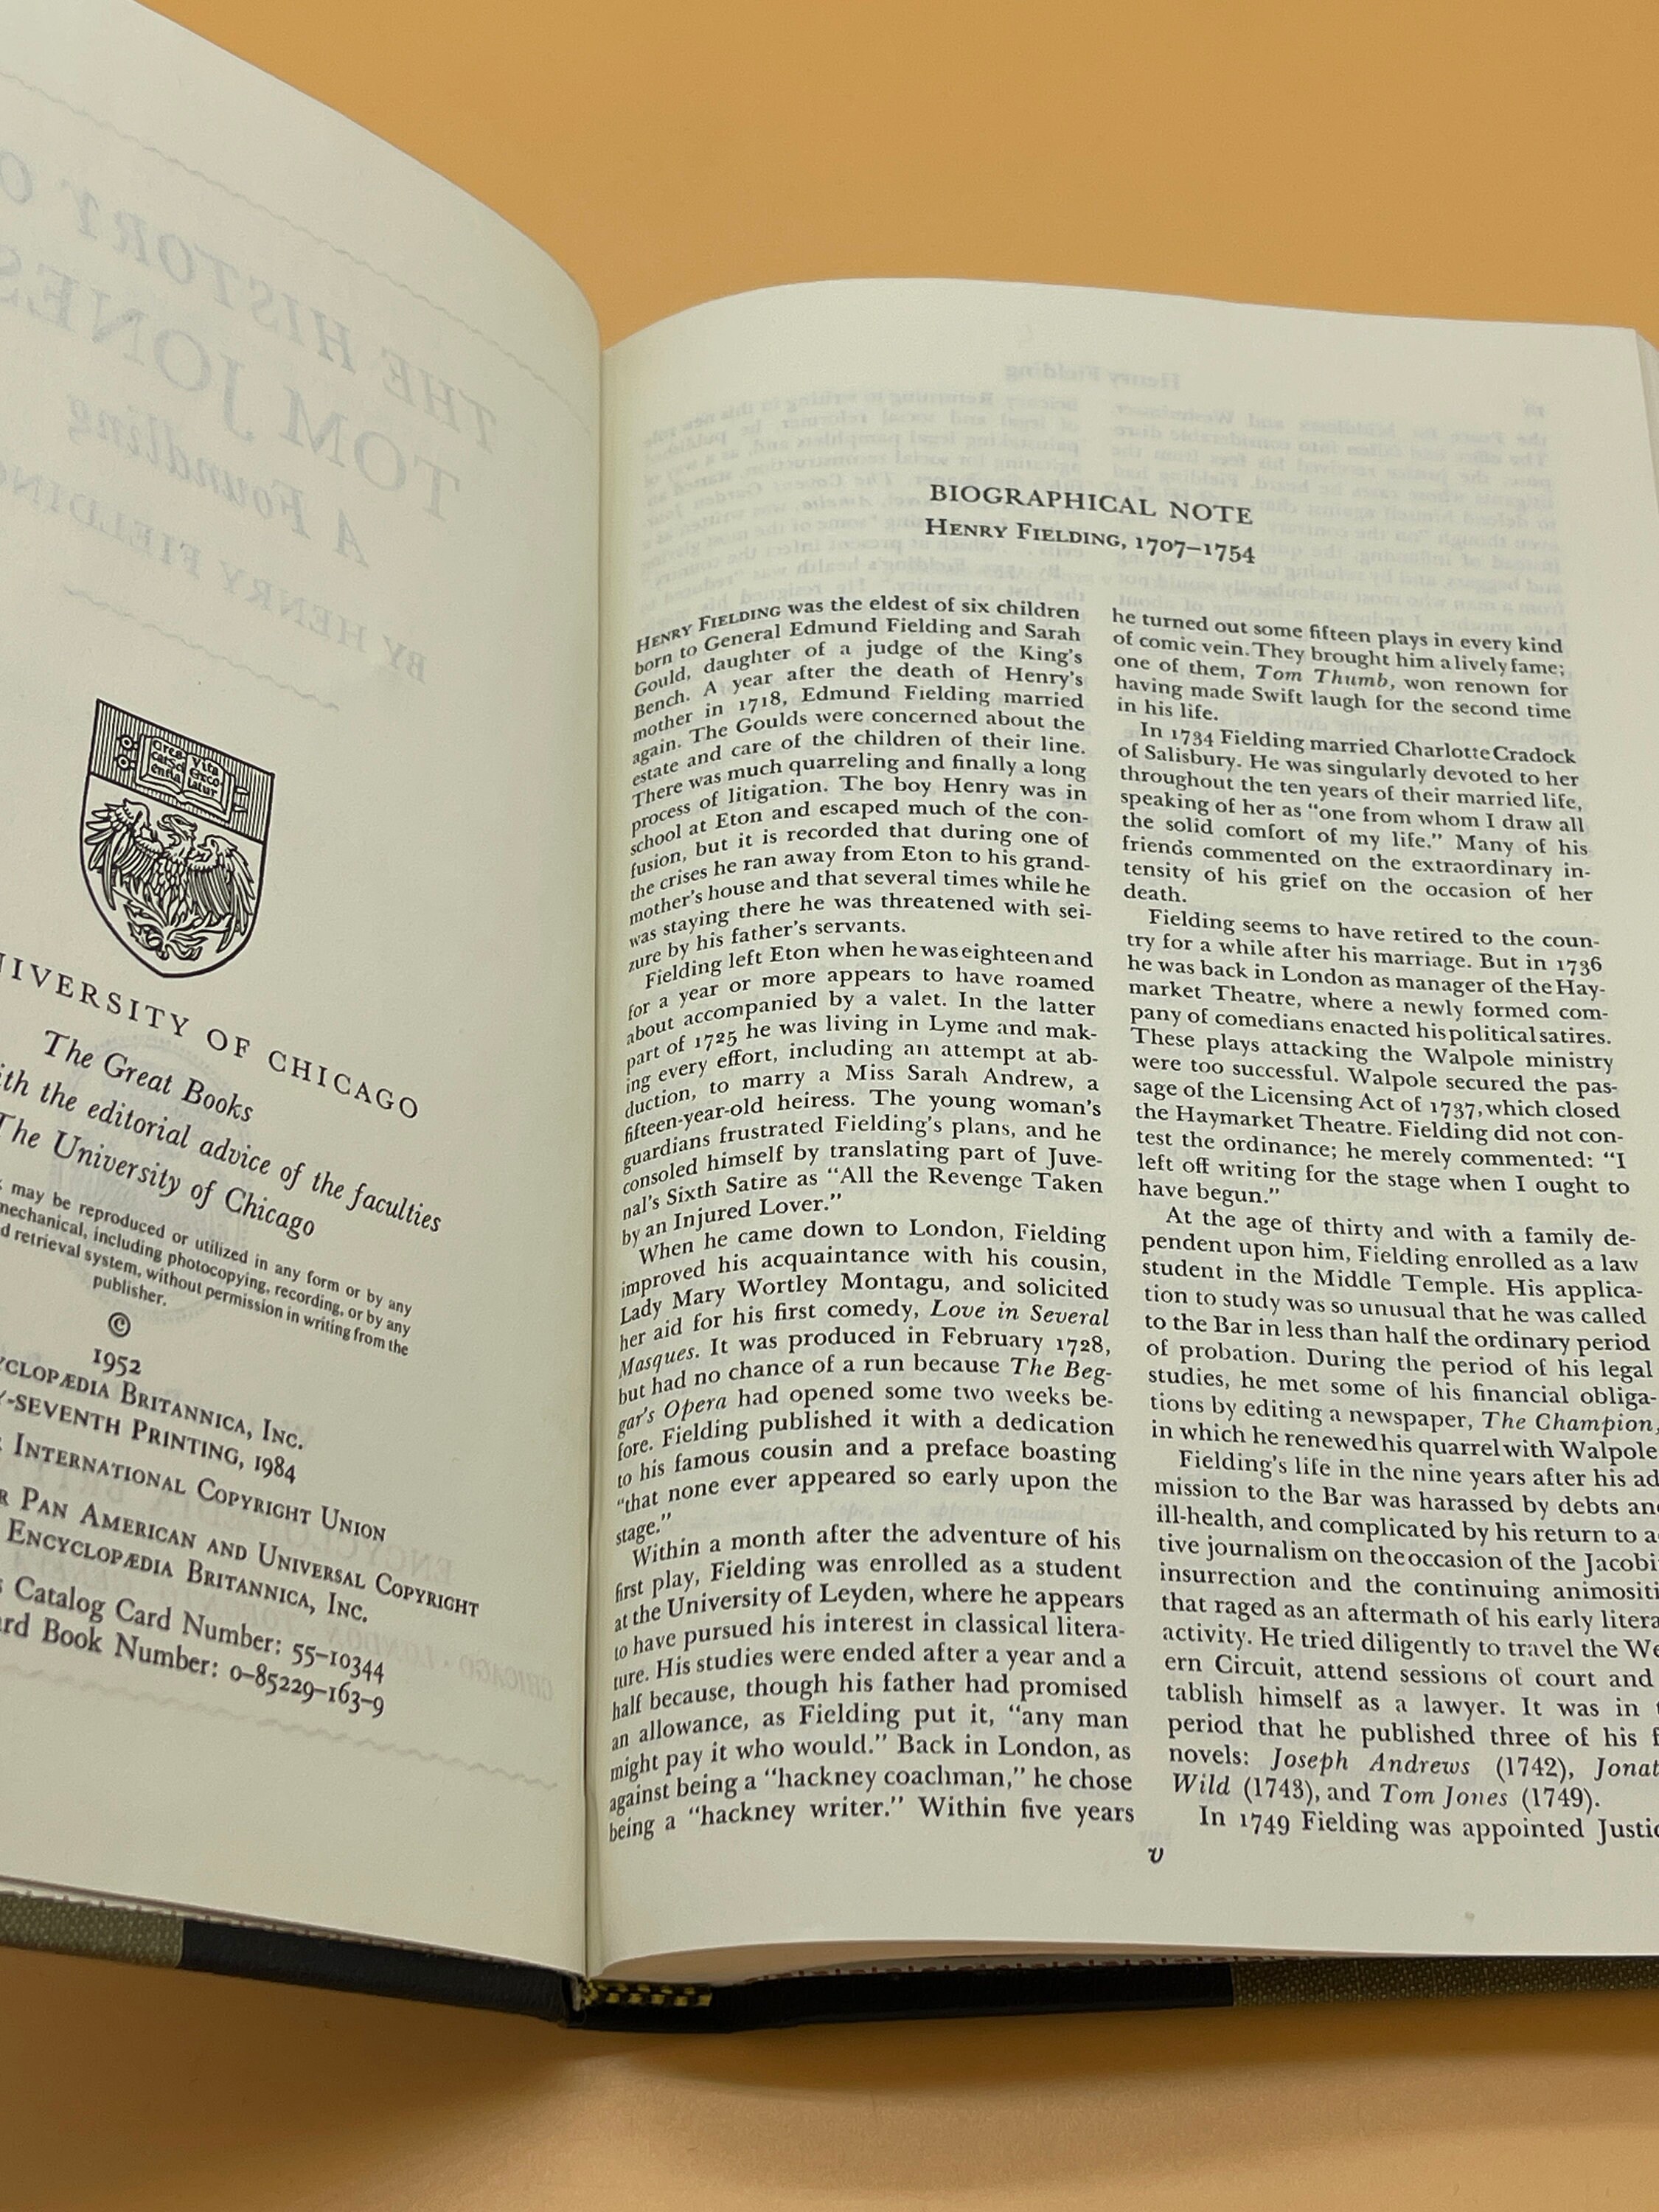 THE HISTORY O
TOM JONES
A Foundling
BY HENRY FIELDING
Cres
cat Sci
entia
Vita
Exco
latur
NIVERSITY OF CHICAGO
The Great Books
ith the editorial advice of the faculties
The University of Chicago
may be reproduced or utilized in any form or by any
mechanical, including photocopying, recording, or by any
d retrieval system, without permission in writing from the
publisher.
©
1952
CLOPÆDIA BRITANNICA, INC.
Y-SEVENTH PRINTING, 1984
INTERNATIONAL COPYRIGHT UNION
R PAN AMERICAN AND UNIVERSAL COPYRIGHT
ENCYCLOPÆDIA BRITANNICA, INC.
s Catalog Card Number: 55-10344
rd Book Number: 0-85229-163-9
Henry Fielding
BIOGRAPHICAL NOTE
HENRY FIELDING, 1707–1754
HENRY FIELDING was the eldest of six children
born to General Edmund Fielding and Sarah
Gould, daughter of a judge of the King's
Bench. A year after the death of Henry's
mother in 1718, Edmund Fielding married
again. The Goulds were concerned about the
estate and care of the children of their line.
There was much quarreling and finally a long
process of litigation. The boy Henry was in
school at Eton and escaped much of the con-
fusion, but it is recorded that during one of
the crises he ran away from Eton to his grand-
mother's house and that several times while he
was staying there he was threatened with sei-
zure by his father's servants.
Fielding left Eton when he was eighteen and
for a year or more appears to have roamed
about accompanied by a valet. In the latter
part of 1725 he was living in Lyme and mak-
ing every effort, including an attempt at ab-
duction, to marry a Miss Sarah Andrew, a
fifteen-year-old heiress. The young woman's
guardians frustrated Fielding's plans, and he
consoled himself by translating part of Juve-
nal's Sixth Satire as "All the Revenge Taken
by an Injured Lover."
When he came down to London, Fielding
improved his acquaintance with his cousin,
Lady Mary Wortley Montagu, and solicited
her aid for his first comedy, Love in Several
Masques. It was produced in February 1728,
but had no chance of a run because The Beg-
gar's Opera had opened some two weeks be-
fore. Fielding published it with a dedication
to his famous cousin and a preface boasting
"that none ever appeared so early upon the
stage."
Within a month after the adventure of his
first play, Fielding was enrolled as a student
at the University of Leyden, where he appears
to have pursued his interest in classical litera-
ture. His studies were ended after a year and a
half because, though his father had promised
an allowance, as Fielding put it, "any man
might pay it who would." Back in London, as
against being a "hackney coachman," he chose
being a "hackney writer." Within five years
he turned out some fifteen plays in every kind
of comic vein. They brought him a lively fame;
one of them, Tom Thumb, won renown for
having made Swift laugh for the second time
in his life.
In 1734 Fielding married Charlotte Cradock
of Salisbury. He was singularly devoted to her
throughout the ten years of their married life,
speaking of her as "one from whom I draw all
the solid comfort of my life." Many of his
friends commented on the extraordinary in-
tensity of his grief on the occasion of her
death.
Fielding seems to have retired to the coun-
try for a while after his marriage. But in 1736
he was back in London as manager of the Hay-
market Theatre, where a newly formed com-
pany of comedians enacted his political satires.
These plays attacking the Walpole ministry
were too successful. Walpole secured the pas-
sage of the Licensing Act of 1737, which closed
the Haymarket Theatre. Fielding did not con-
test the ordinance; he merely commented: "I
left off writing for the stage when I ought to
have begun."
At the age of thirty and with a family de-
pendent upon him, Fielding enrolled as a law
student in the Middle Temple. His applica-
tion to study was so unusual that he was called
to the Bar in less than half the ordinary period
of probation. During the period of his legal
studies, he met some of his financial obliga-
tions by editing a newspaper, The Champion,
in which he renewed his quarrel with Walpole
Fielding's life in the nine years after his ad
mission to the Bar was harassed by debts an
ill-health, and complicated by his return to a
tive journalism on the occasion of the Jacobi
insurrection and the continuing animositi
that raged as an aftermath of his early litera
activity. He tried diligently to travel the We
ern Circuit, attend sessions of court and
tablish himself as a lawyer. It was in
period that he published three of his f
novels: Joseph Andrews (1742), Jonat
Wild (1743), and Tom Jones (1749).
In 1749 Fielding was appointed Justic
v